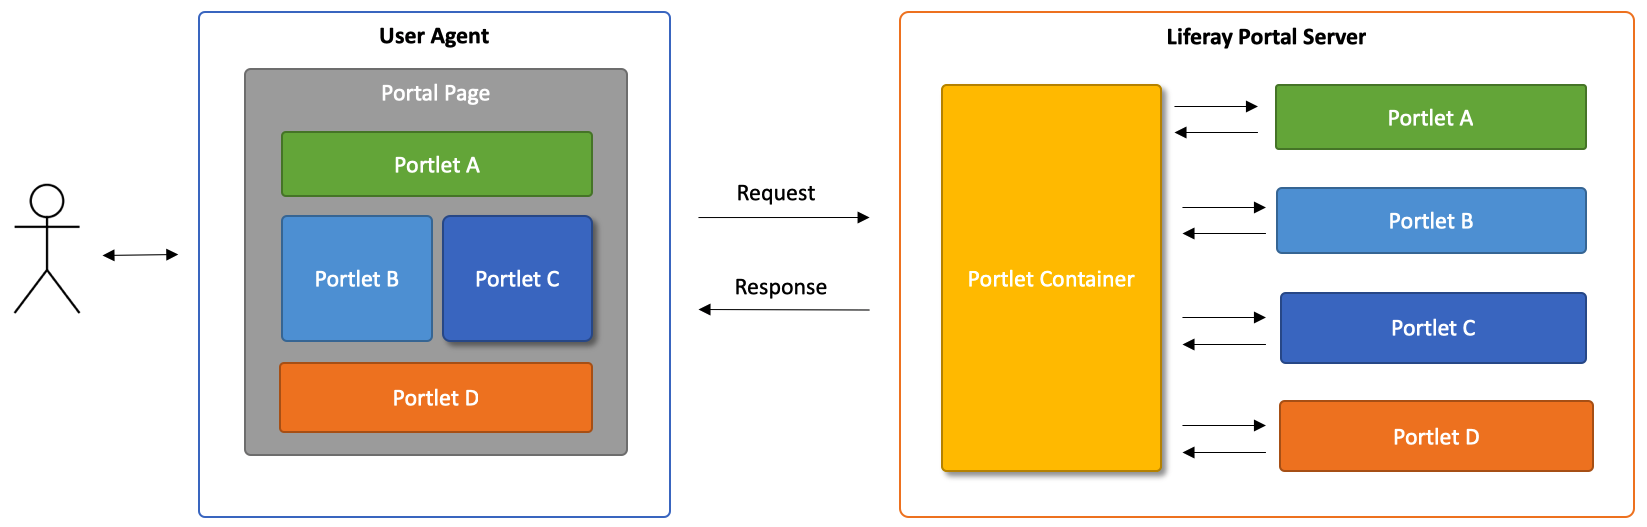 User Agent
Portal Page
Portlet A
Portlet B
Portlet C
Portlet D
Request
Response
Liferay Portal Server
Portlet Container
Portlet A
Portlet B
Portlet C
Portlet D